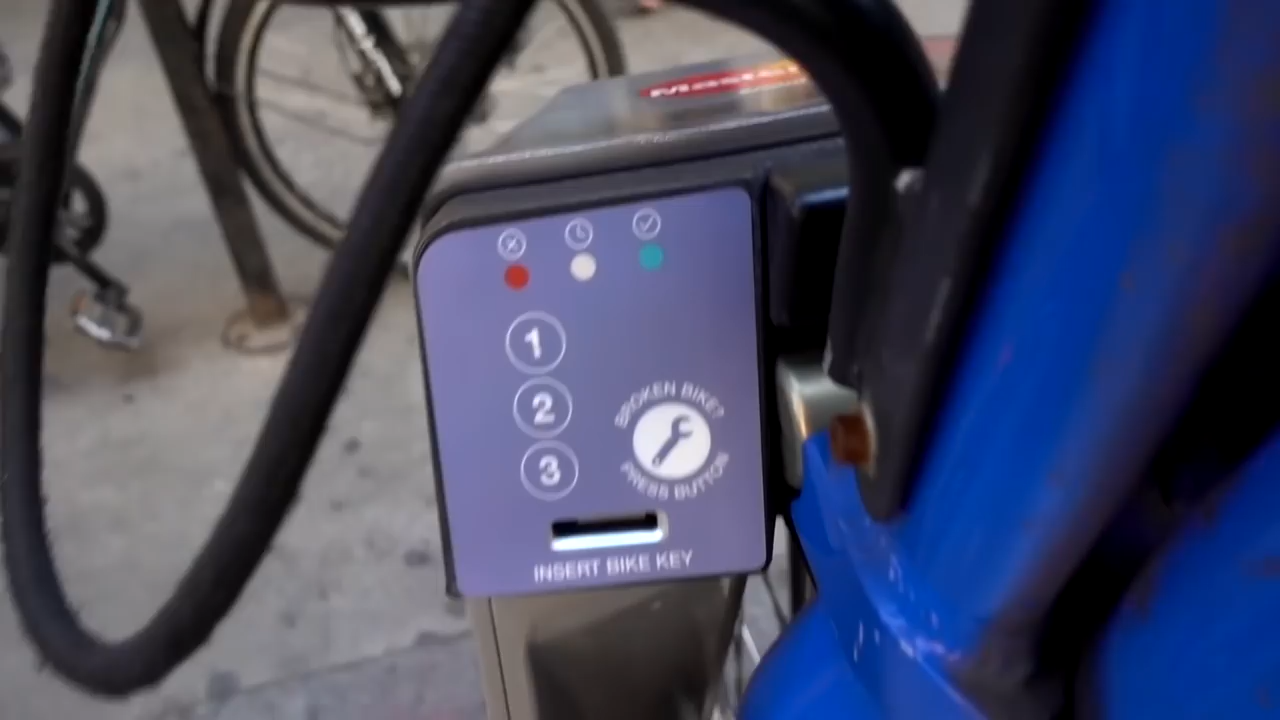 1
2
3
BROKEN BIKE?
PRESS BUTTON
INSERT BIKE KEY